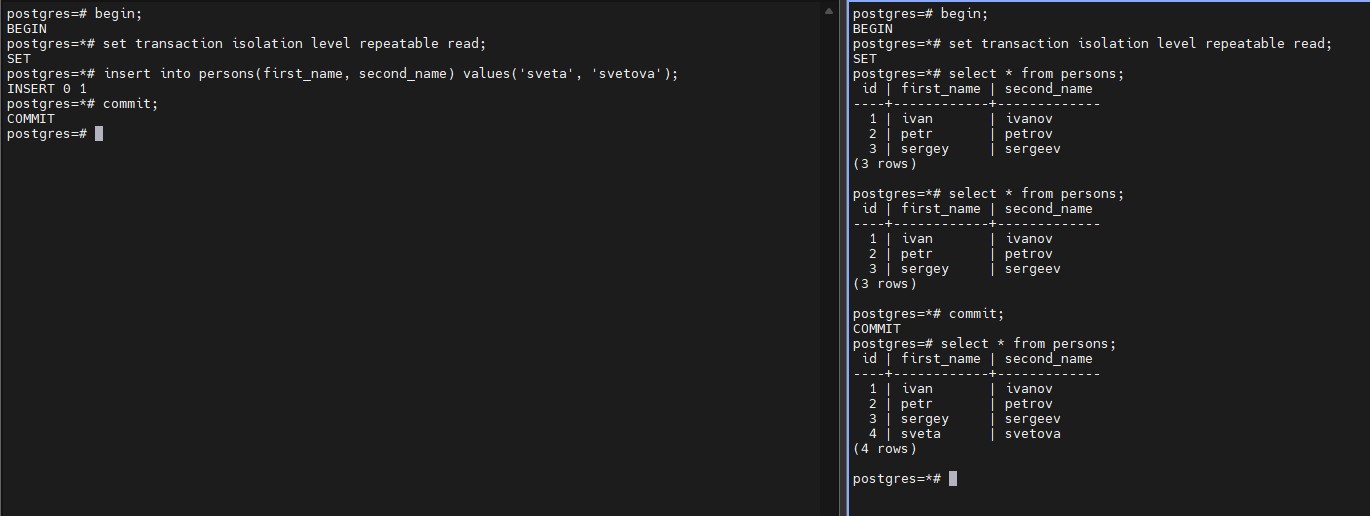 postgres=# begin;
BEGIN
postgres=*# set transaction isolation level repeatable read;
SET
postgres=*# insert into persons(first_name, second_name) values('sveta', 'svetova');
INSERT 0 1
postgres=*# commit;
COMMIT
postgres=#
postgres=# begin;
BEGIN
postgres=*# set transaction isolation level repeatable read;
SET
postgres=*# select * from persons;
 id | first_name | second_name
----+------------+-------------
  1 | ivan       | ivanov
  2 | petr       | petrov
  3 | sergey     | sergeev
(3 rows)

postgres=*# select * from persons;
 id | first_name | second_name
----+------------+-------------
  1 | ivan       | ivanov
  2 | petr       | petrov
  3 | sergey     | sergeev
(3 rows)

postgres=*# commit;
COMMIT
postgres=# select * from persons;
 id | first_name | second_name
----+------------+-------------
  1 | ivan       | ivanov
  2 | petr       | petrov
  3 | sergey     | sergeev
  4 | sveta      | svetova
(4 rows)

postgres=*#